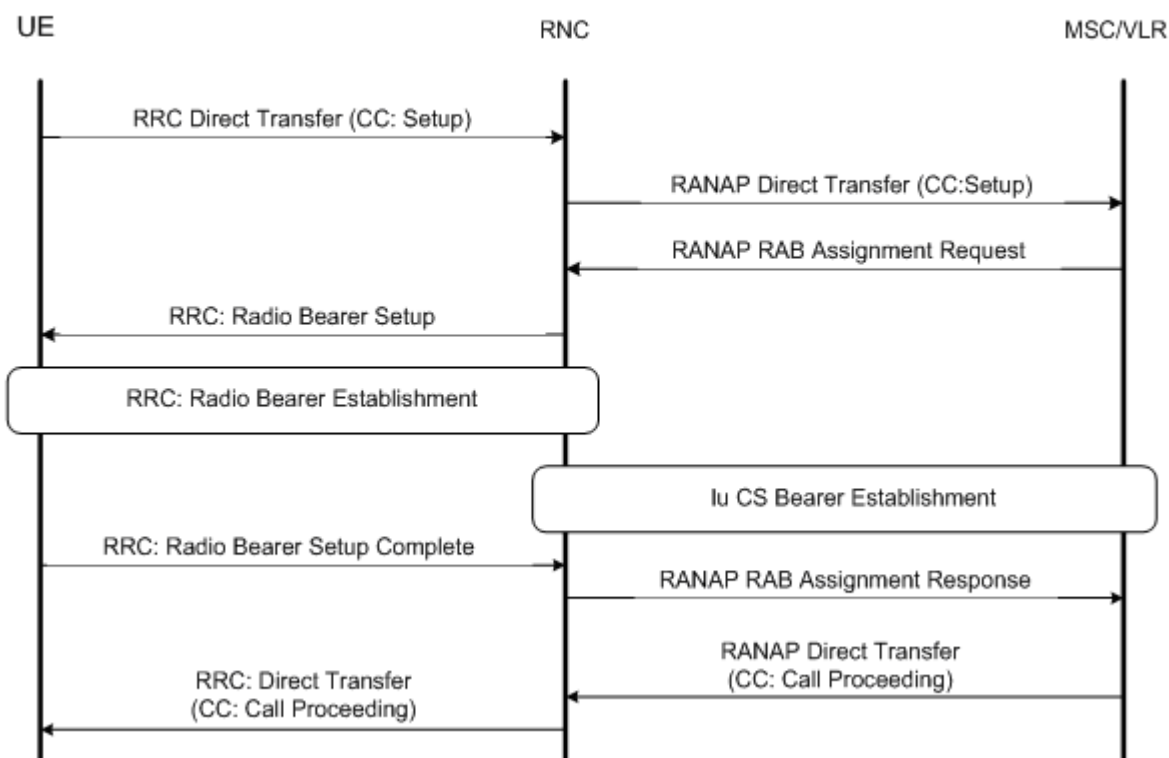 UE
RNC
MSC/VLR
RRC Direct Transfer (CC: Setup)
RANAP Direct Transfer (CC:Setup)
RANAP RAB Assignment Request
RRC: Radio Bearer Setup
RRC: Radio Bearer Establishment
Iu CS Bearer Establishment
RRC: Radio Bearer Setup Complete
RANAP RAB Assignment Response
RANAP Direct Transfer
(CC: Call Proceeding)
RRC: Direct Transfer
(CC: Call Proceeding)